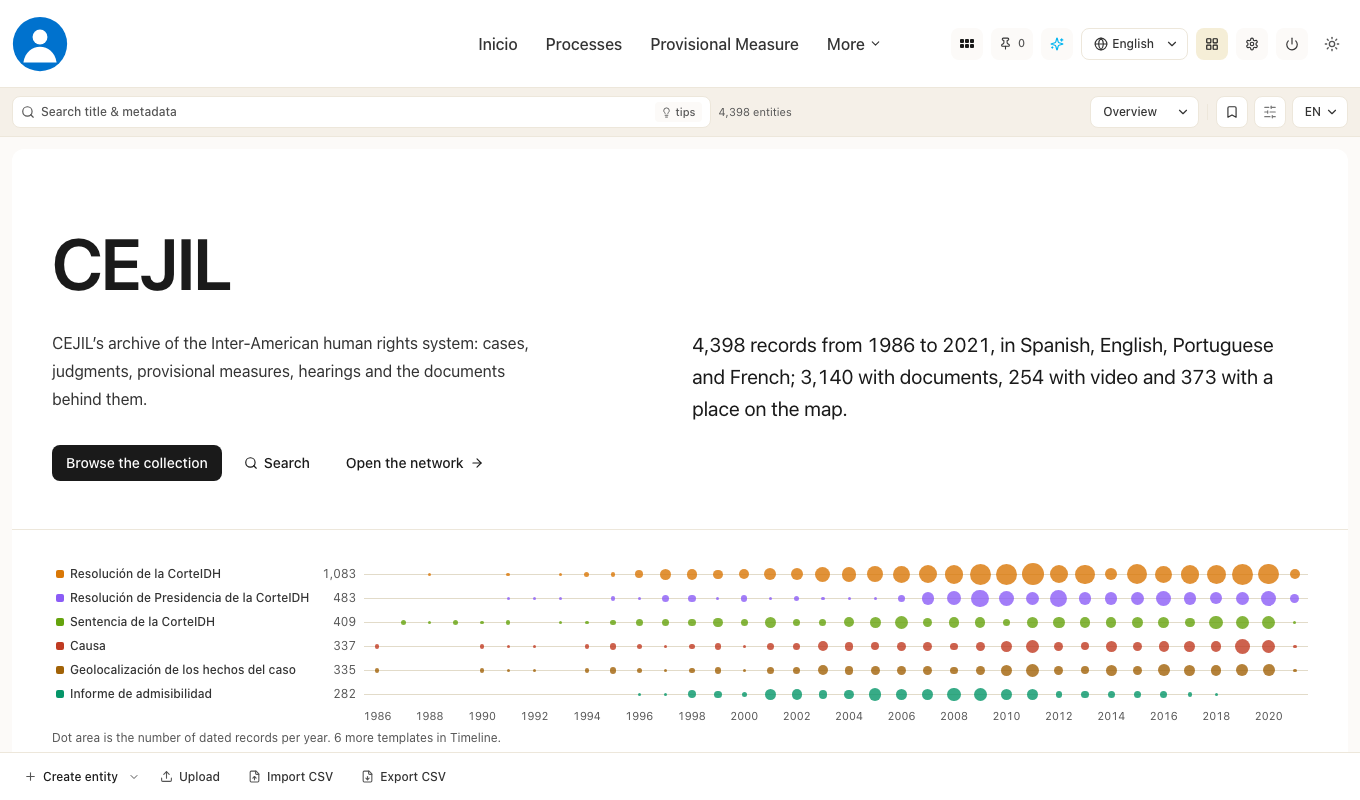 Inicio
Processes
Provisional Measure
More
0
English
Search title & metadata
tips
4,398 entities
Overview
EN
CEJIL
CEJIL's archive of the Inter-American human rights system: cases,
judgments, provisional measures, hearings and the documents
behind them.
4,398 records from 1986 to 2021, in Spanish, English, Portuguese
and French; 3,140 with documents, 254 with video and 373 with a
place on the map.
Browse the collection
Search
Open the network
Resolución de la CorteIDH 1,083
Resolución de Presidencia de la CorteIDH 483
Sentencia de la CorteIDH 409
Causa 337
Geolocalización de los hechos del caso 335
Informe de admisibilidad 282
1986 1988 1990 1992 1994 1996 1998 2000 2002 2004 2006 2008 2010 2012 2014 2016 2018 2020
Dot area is the number of dated records per year. 6 more templates in Timeline.
Create entity
Upload
Import CSV
Export CSV